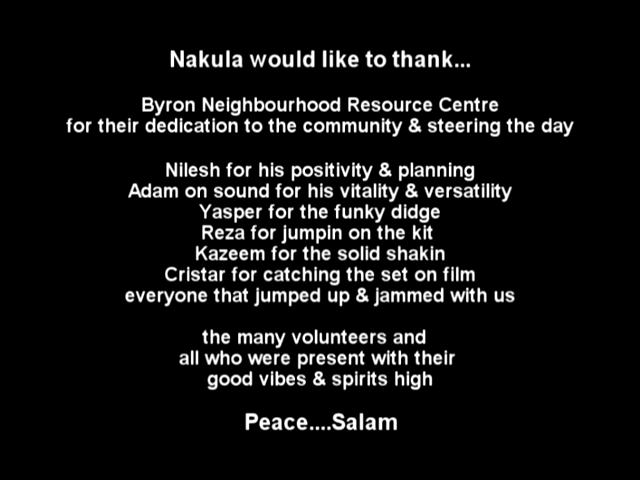 Nakula would like to thank...
Byron Neighbourhood Resource Centre
for their dedication to the community & steering the day
Nilesh for his positivity & planning
Adam on sound for his vitality & versatility
Yasper for the funky didge
Reza for jumpin on the kit
Kazeem for the solid shakin
Cristar for catching the set on film
everyone that jumped up & jammed with us
the many volunteers and
all who were present with their
good vibes & spirits high
Peace....Salam